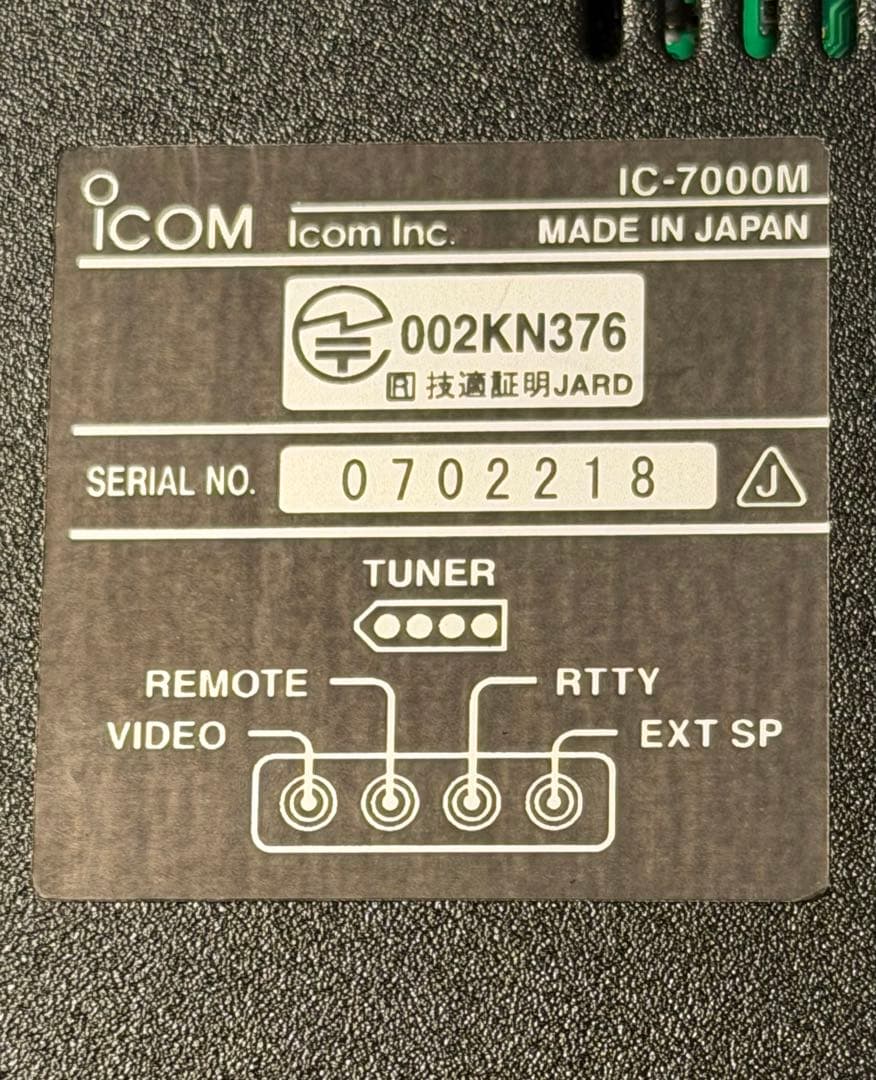 IC-7000M
ICOM Icom Inc. MADE IN JAPAN
002KN376
R 技適証明JARD
SERIAL NO. 0702218 J
TUNER
REMOTE RTTY
VIDEO EXT SP